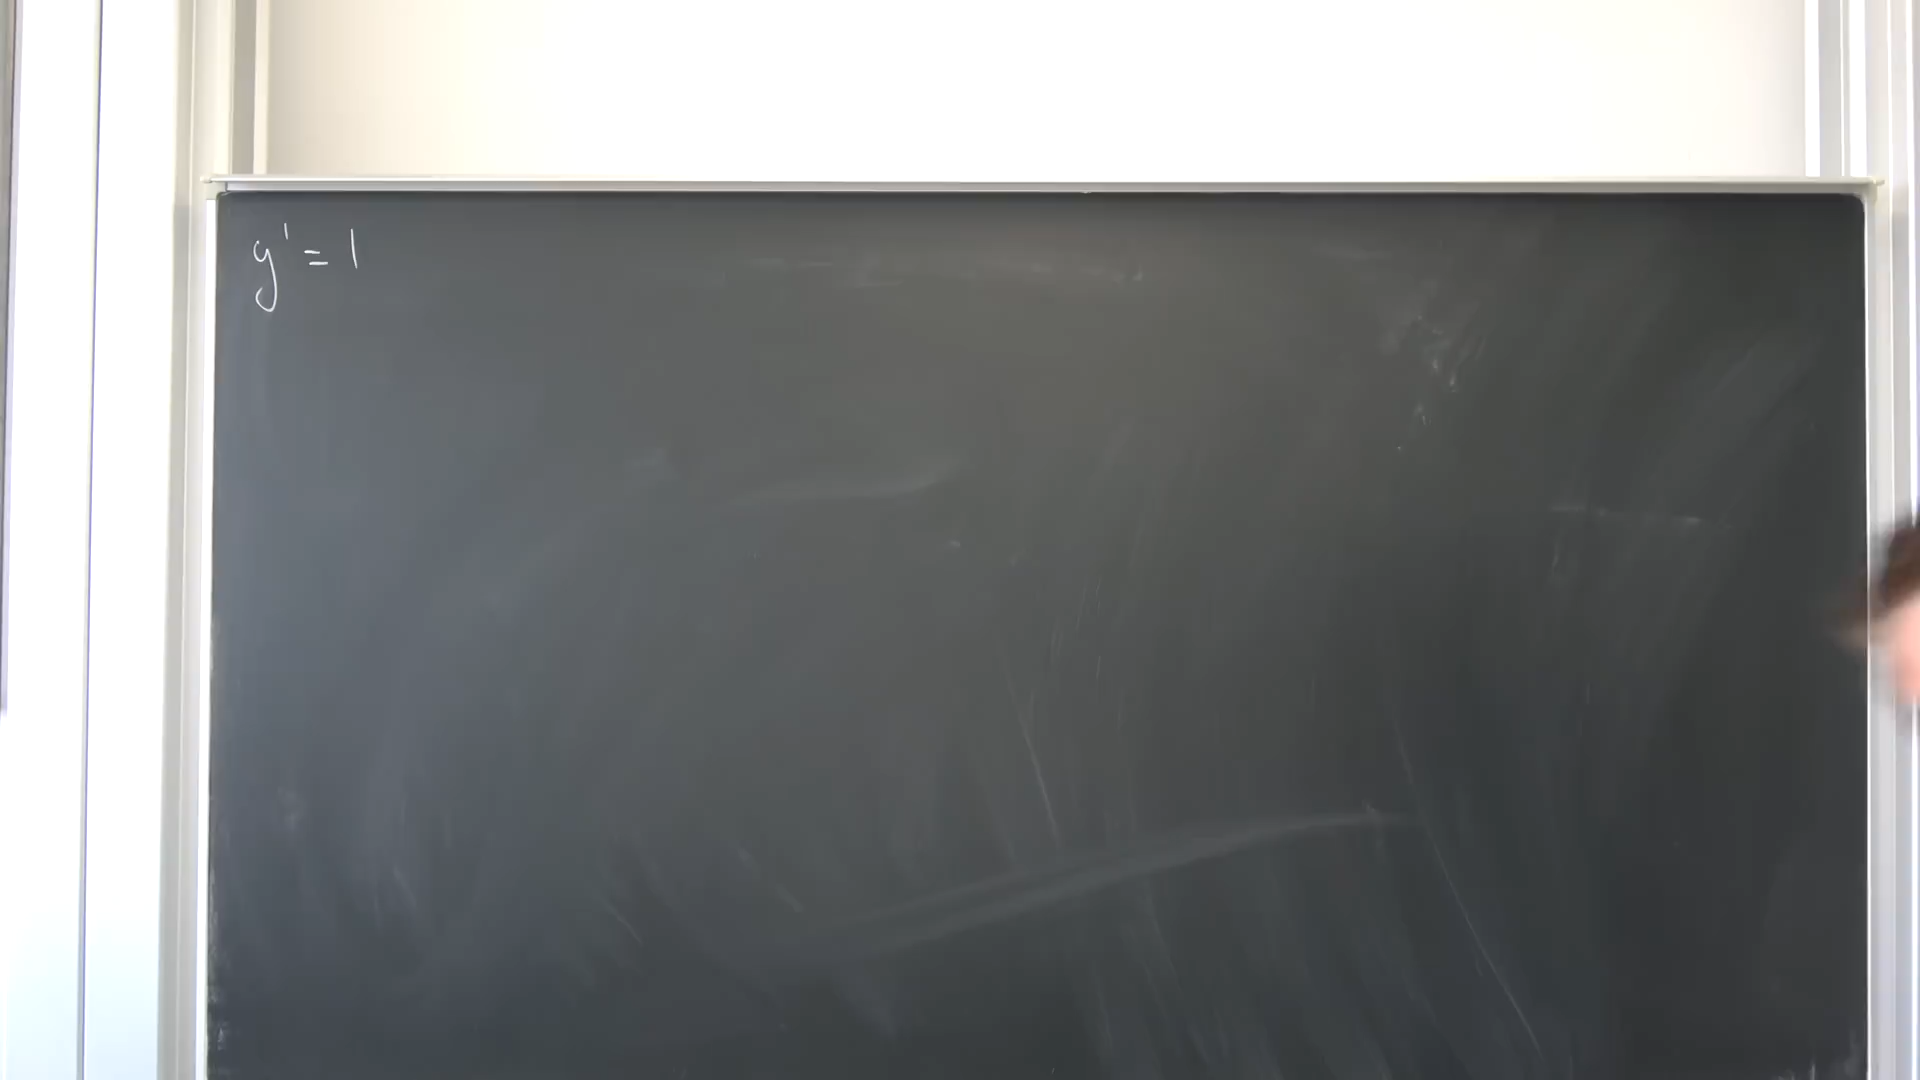 y' = 1